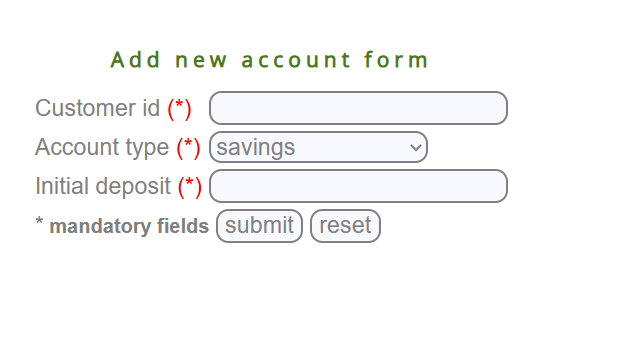 Add new account form
Customer id (*)
Account type (*) savings
Initial deposit (*)
* mandatory fields submit reset